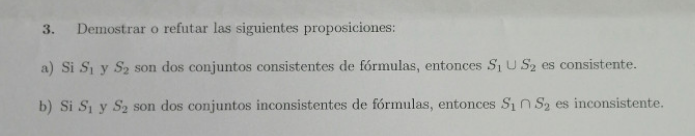 3. Demostrar o refutar las siguientes proposiciones:
a) Si S₁ y S₂ son dos conjuntos consistentes de fórmulas, entonces S₁ ∪ S₂ es consistente.
b) Si S₁ y S₂ son dos conjuntos inconsistentes de fórmulas, entonces S₁ ∩ S₂ es inconsistente.